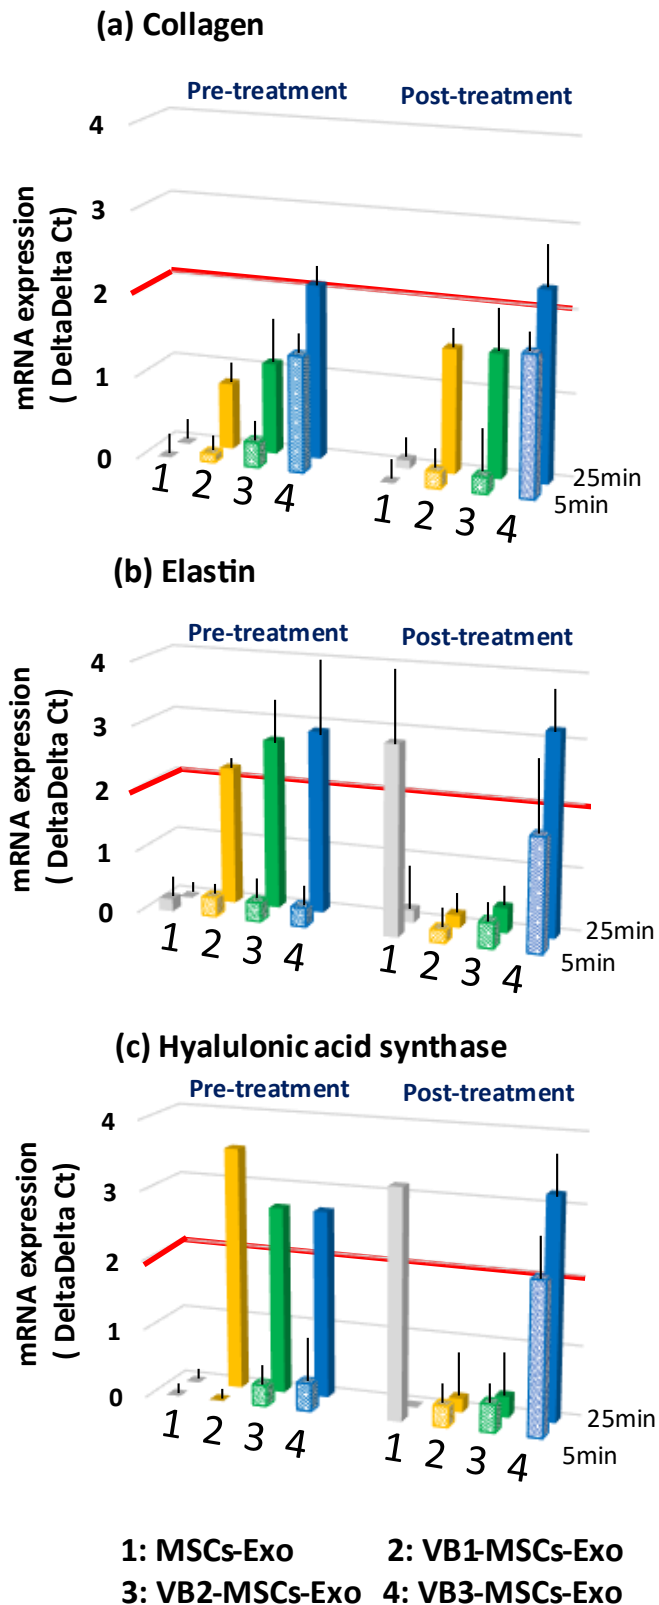 (a) Collagen
Pre-treatment Post-treatment
mRNA expression
( DeltaDelta Ct)
4
3
2
1
0
1 2 3 4 1 2 3 4
25min
5min
(b) Elastin
Pre-treatment Post-treatment
mRNA expression
( DeltaDelta Ct)
4
3
2
1
0
1 2 3 4 1 2 3 4
25min
5min
(c) Hyalulonic acid synthase
Pre-treatment Post-treatment
mRNA expression
( DeltaDelta Ct)
4
3
2
1
0
1 2 3 4 1 2 3 4
25min
5min
1: MSCs-Exo 2: VB1-MSCs-Exo
3: VB2-MSCs-Exo 4: VB3-MSCs-Exo